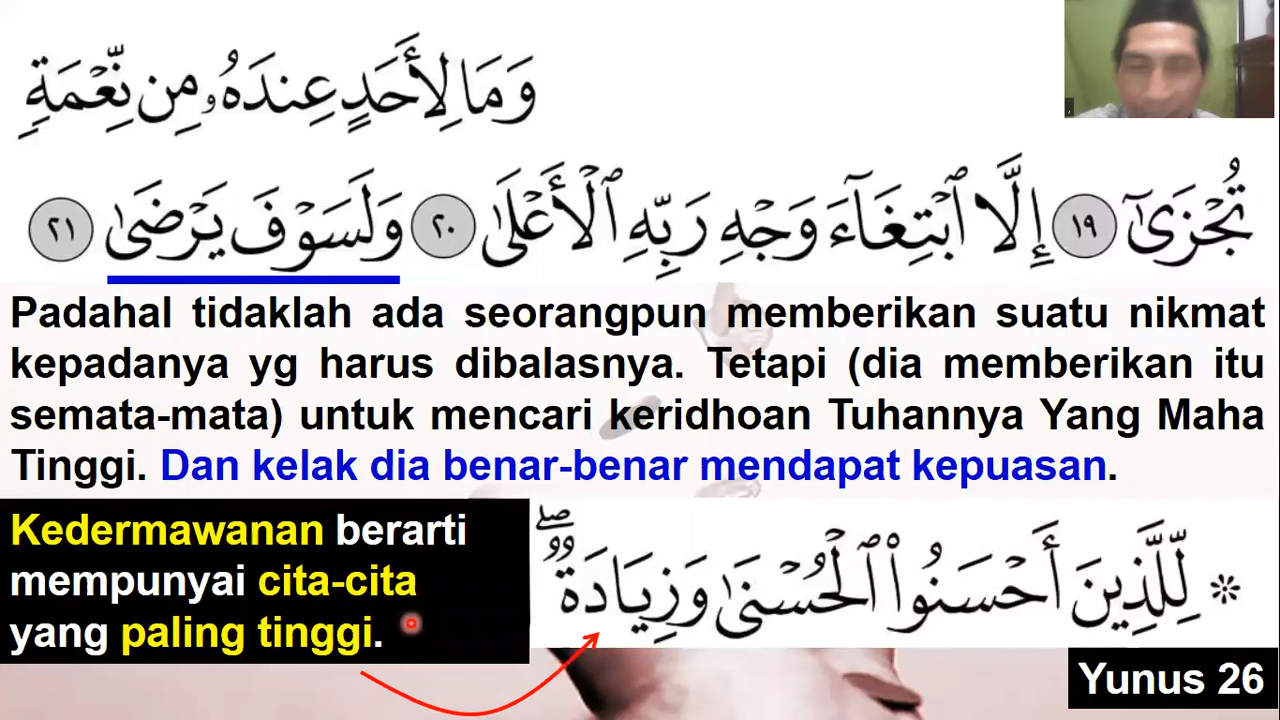 وَمَا لِأَحَدٍ عِندَهُۥ مِن نِّعْمَةٍ
تُجْزَىٰٓ ١٩ إِلَّا ٱبْتِغَآءَ وَجْهِ رَبِّهِ ٱلْأَعْلَىٰ ٢٠ وَلَسَوْفَ يَرْضَىٰ ٢١
Padahal tidaklah ada seorangpun memberikan suatu nikmat
kepadanya yg harus dibalasnya. Tetapi (dia memberikan itu
semata-mata) untuk mencari keridhoan Tuhannya Yang Maha
Tinggi. Dan kelak dia benar-benar mendapat kepuasan.
Kedermawanan berarti
mempunyai cita-cita
yang paling tinggi.
۞ لِّلَّذِينَ أَحْسَنُوا۟ ٱلْحُسْنَىٰ وَزِيَادَةٌۭ ۖ
Yunus 26